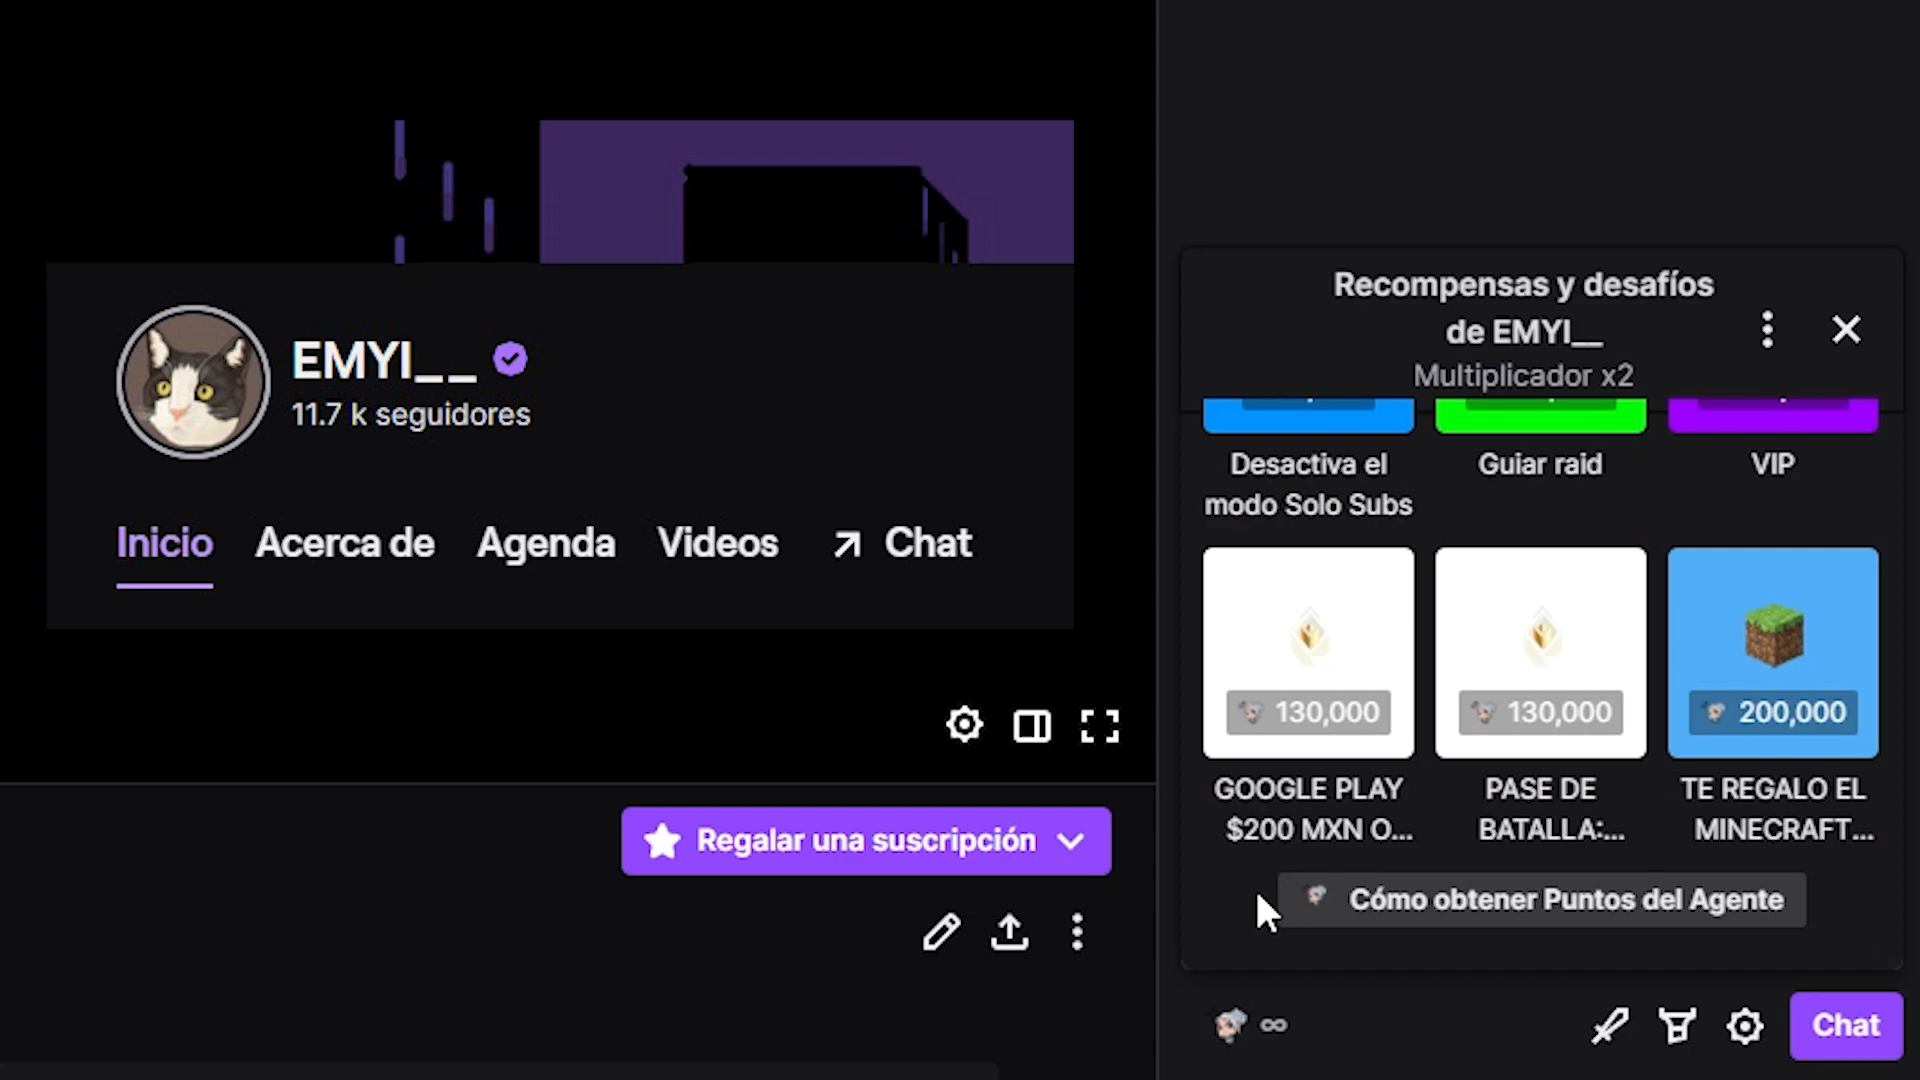 EMYI__
11.7 k seguidores
Inicio
Acerca de
Agenda
Videos
Chat
Regalar una suscripción
Recompensas y desafíos
de EMYI__
Multiplicador x2
Desactiva el
modo Solo Subs
Guiar raid
VIP
130,000
130,000
200,000
GOOGLE PLAY
$200 MXN O...
PASE DE
BATALLA:...
TE REGALO EL
MINECRAFT...
Cómo obtener Puntos del Agente
∞
Chat